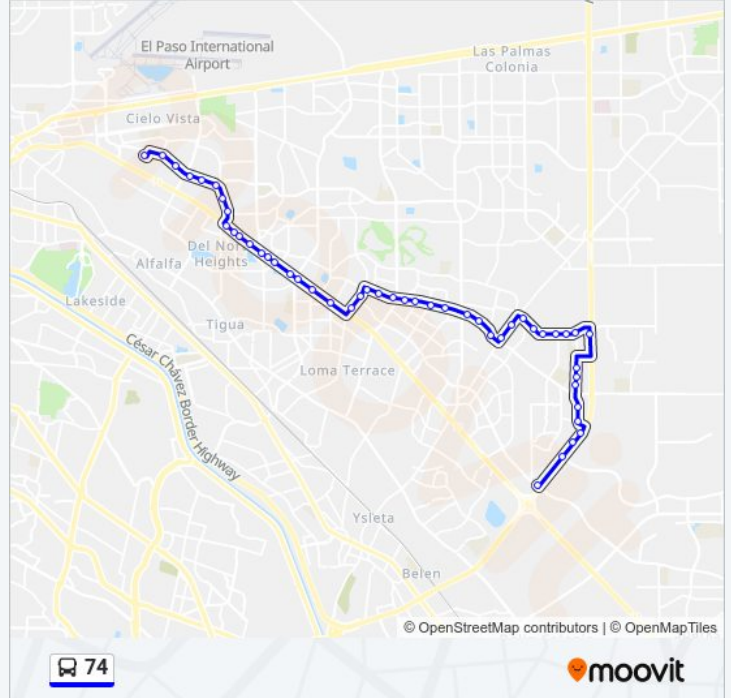 El Paso International
Airport
Las Palmas
Colonia
Cielo Vista
Del Nor
Heights
Alfalfa
Lakeside
Tigua
César Chávez Border Highway
Loma Terrace
Ysleta
Belen
© OpenStreetMap contributors | © OpenMapTiles
74
moovit